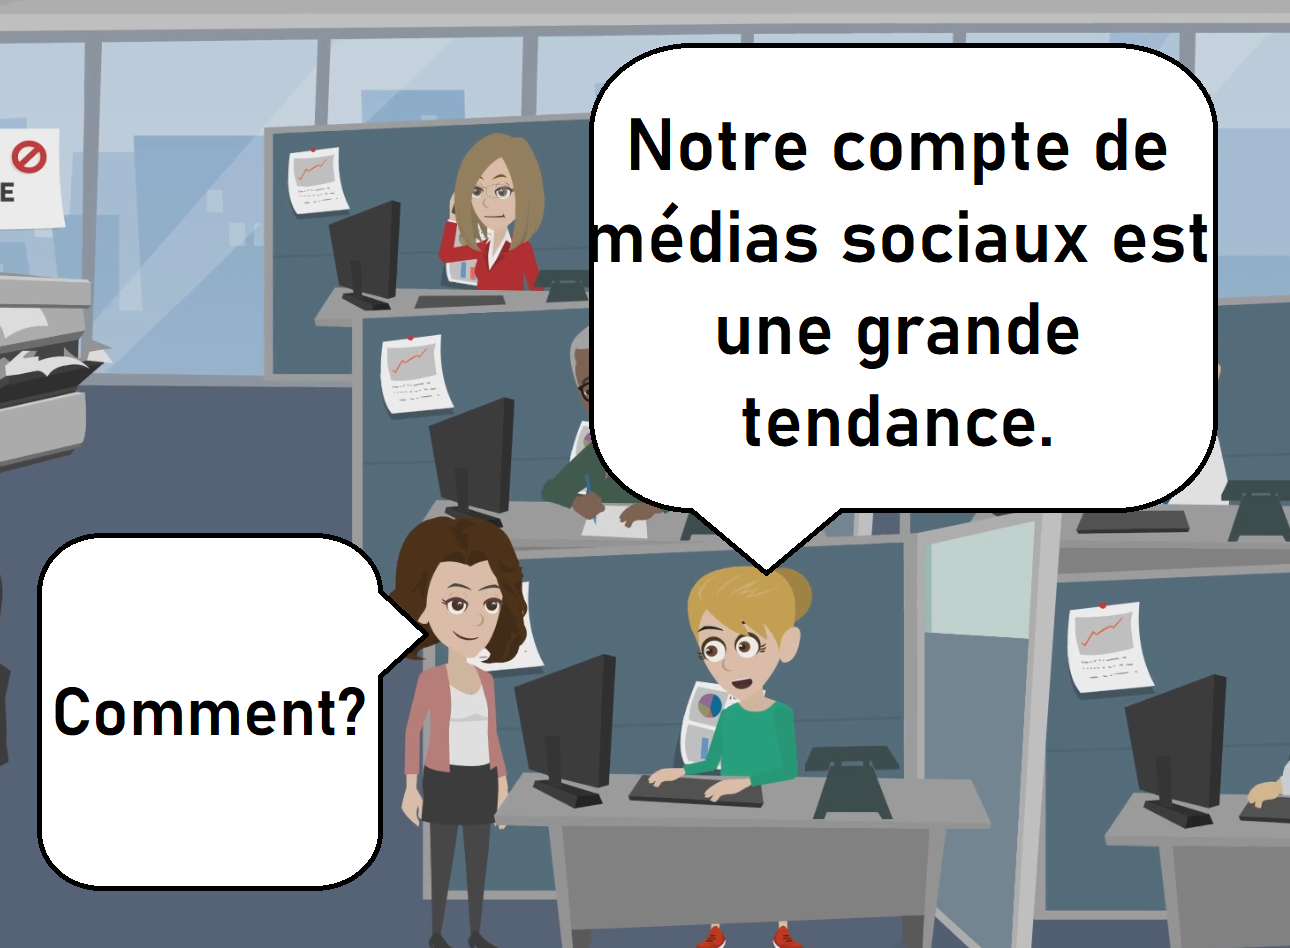 E
Notre compte de
médias sociaux est
une grande
tendance.
Comment?